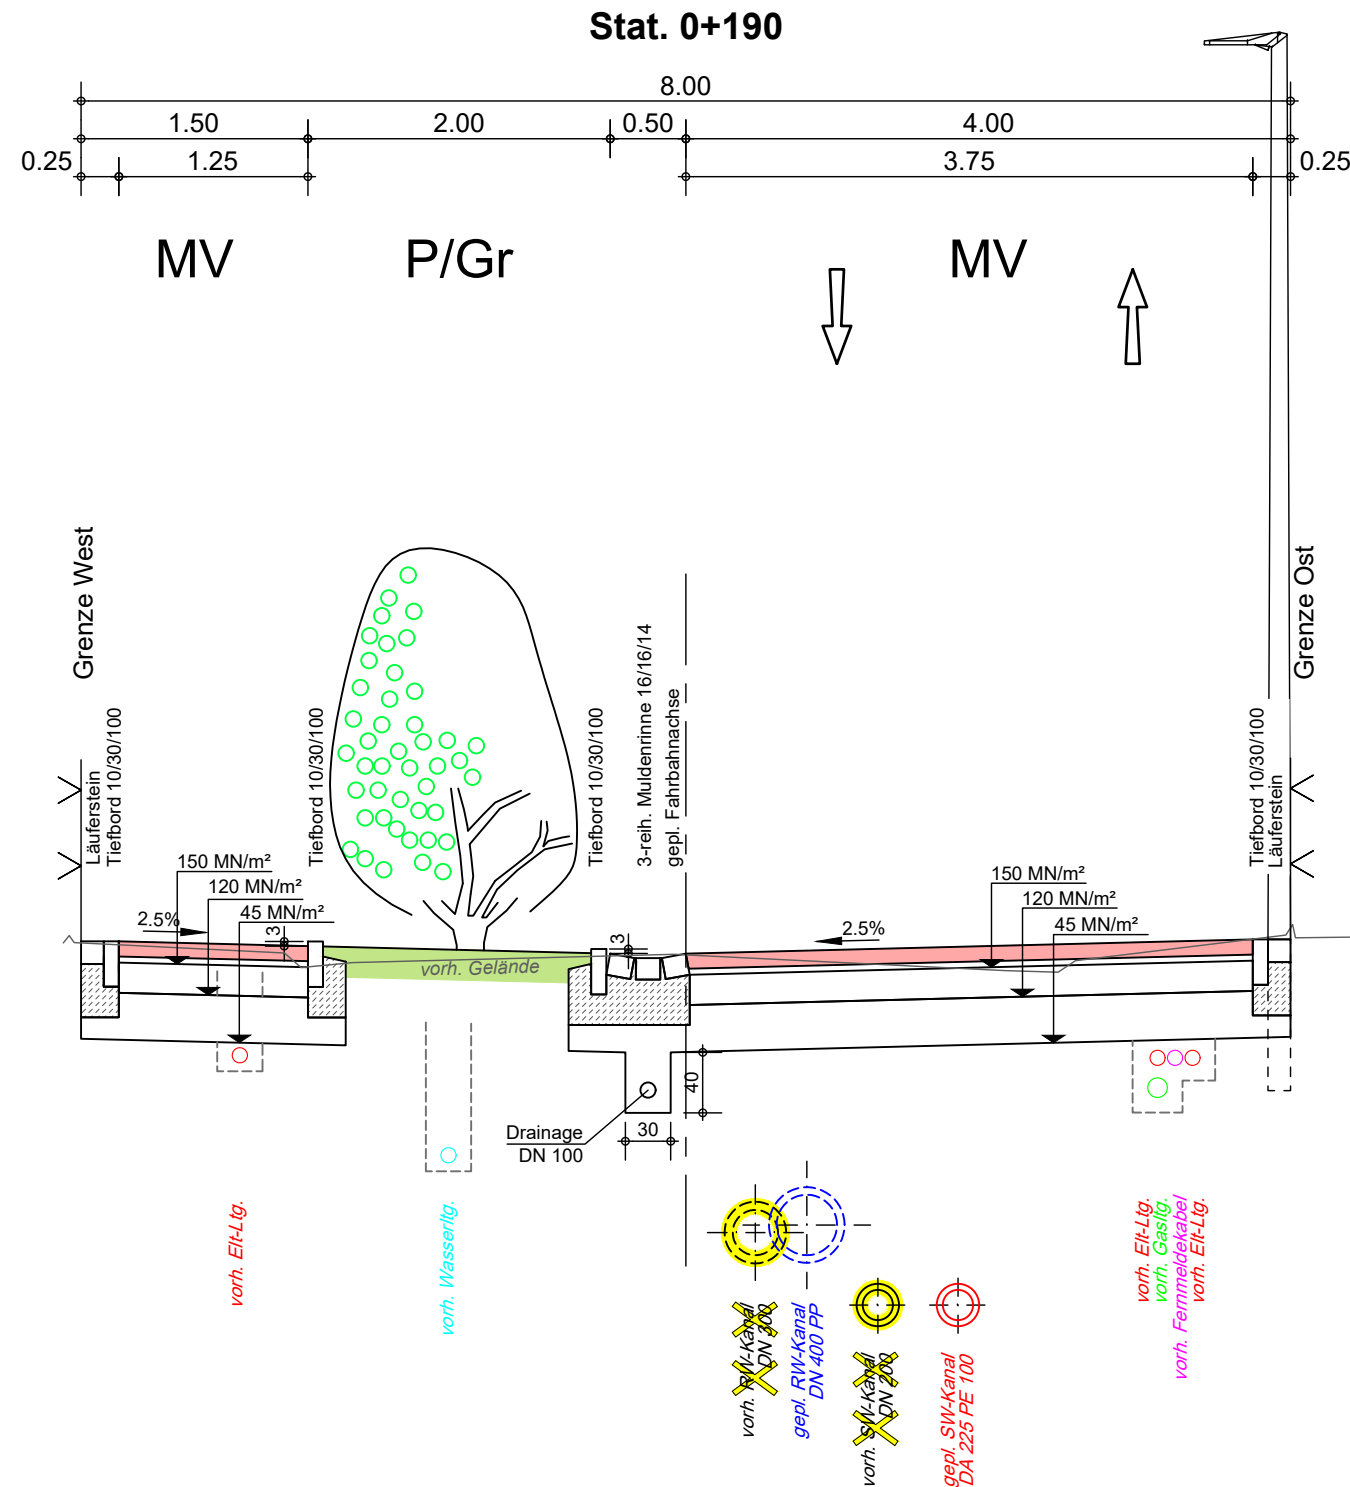 Stat. 0+190
8.00
1.50
2.00
0.50
4.00
0.25
1.25
3.75
0.25
MV
P/Gr
MV
Grenze West
Grenze Ost
Läuferstein
Tiefbord 10/30/100
Tiefbord 10/30/100
Tiefbord 10/30/100
3-reih. Muldenrinne 16/16/14
gepl. Fahrbahnachse
Tiefbord 10/30/100
Läuferstein
150 MN/m²
120 MN/m²
45 MN/m²
2.5%
3
3
150 MN/m²
120 MN/m²
45 MN/m²
2.5%
vorh. Gelände
40
30
Drainage
DN 100
vorh. Elt-Ltg.
vorh. Wasserltg.
vorh. RW-Kanal
DN 300
gepl. RW-Kanal
DN 400 PP
vorh. SW-Kanal
DN 200
gepl. SW-Kanal
DA 225 PE 100
vorh. Elt-Ltg.
vorh. Gasltg.
vorh. Fernmeldekabel
vorh. Elt-Ltg.